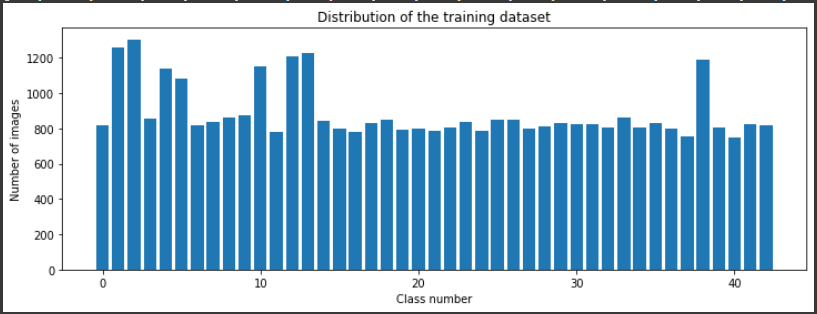 Distribution of the training dataset
1200
1000
800
600
400
200
0
Number of images
0 10 20 30 40
Class number